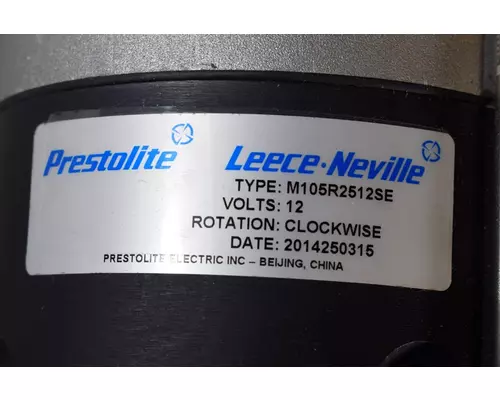 Prestolite Leece-Neville
TYPE: M105R2512SE
VOLTS: 12
ROTATION: CLOCKWISE
DATE: 2014250315
PRESTOLITE ELECTRIC INC – BEIJING, CHINA